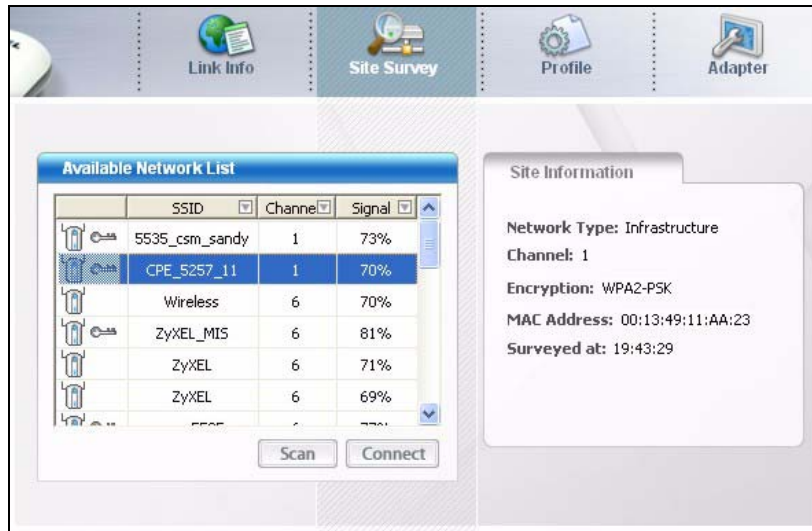 Link Info
Site Survey
Profile
Adapter
Available Network List
SSID Channe Signal
5535_csm_sandy 1 73%
CPE_5257_11 1 70%
Wireless 6 70%
ZyXEL_MIS 6 81%
ZyXEL 6 71%
ZyXEL 6 69%
Scan
Connect
Site Information
Network Type: Infrastructure
Channel: 1
Encryption: WPA2-PSK
MAC Address: 00:13:49:11:AA:23
Surveyed at: 19:43:29